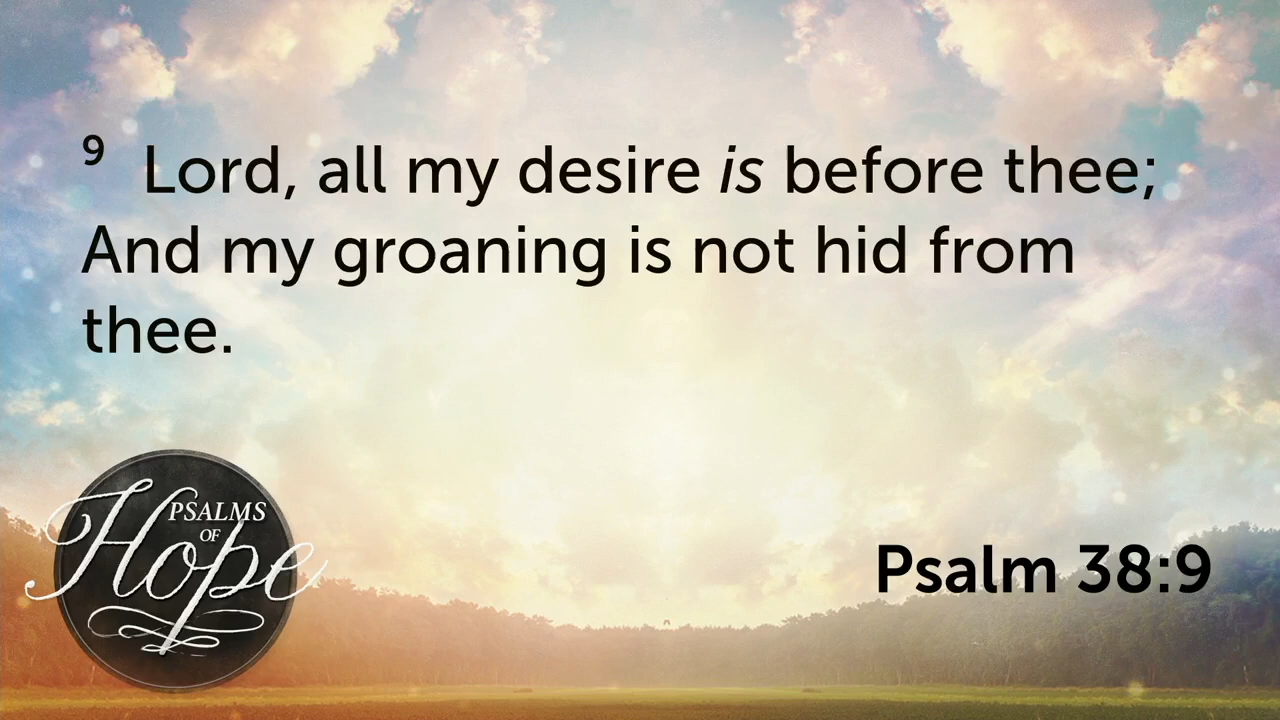 9 Lord, all my desire is before thee;
And my groaning is not hid from
thee.
PSALMS
OF
Hope
Psalm 38:9